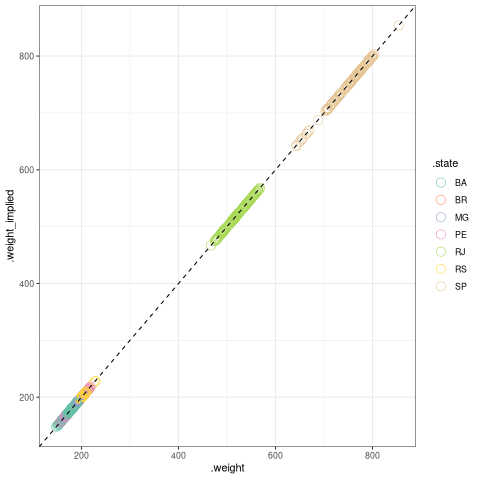 800
600
400
200
.weight_implied
200 400 600 800
.weight
.state
BA
BR
MG
PE
RJ
RS
SP